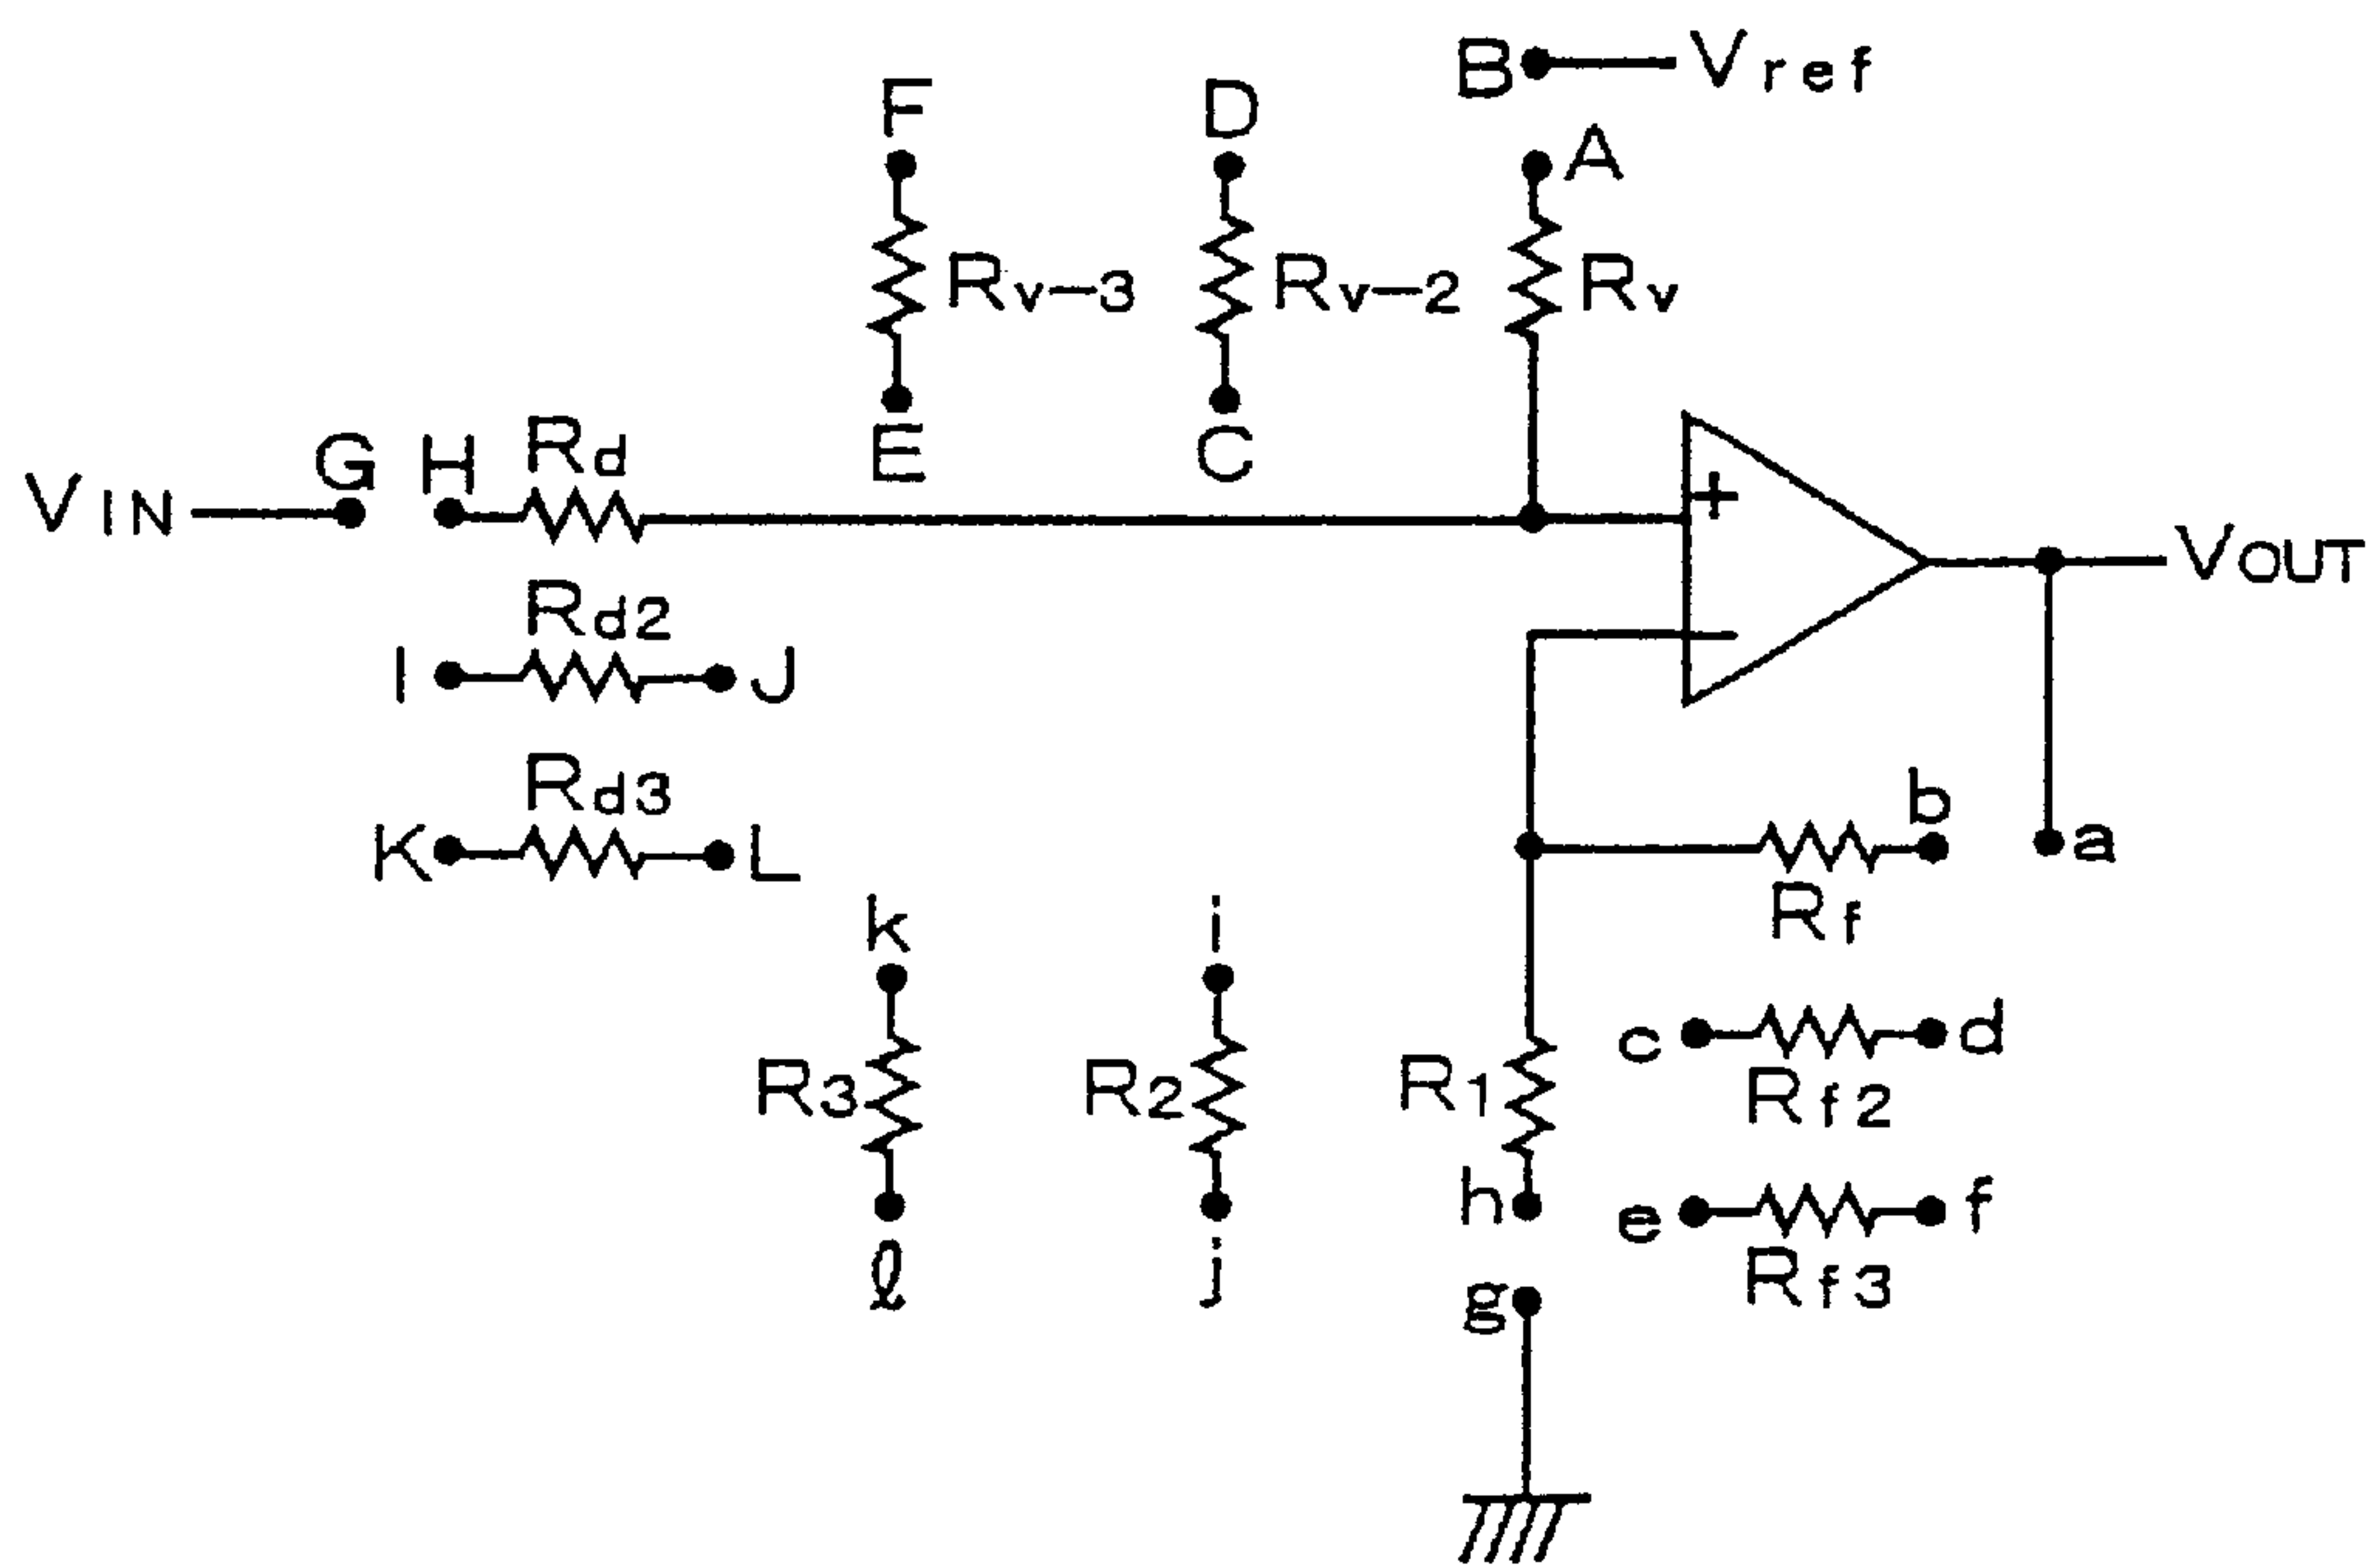 B Vref
F D A
Rv-3 Rv-2 Rv
E C
VIN G H Rd
+
VOUT
Rd2
I J
−
Rd3
K L
b a
Rf
k i
c d
R3 R2 R1 Rf2
h e f
ℓ j g Rf3